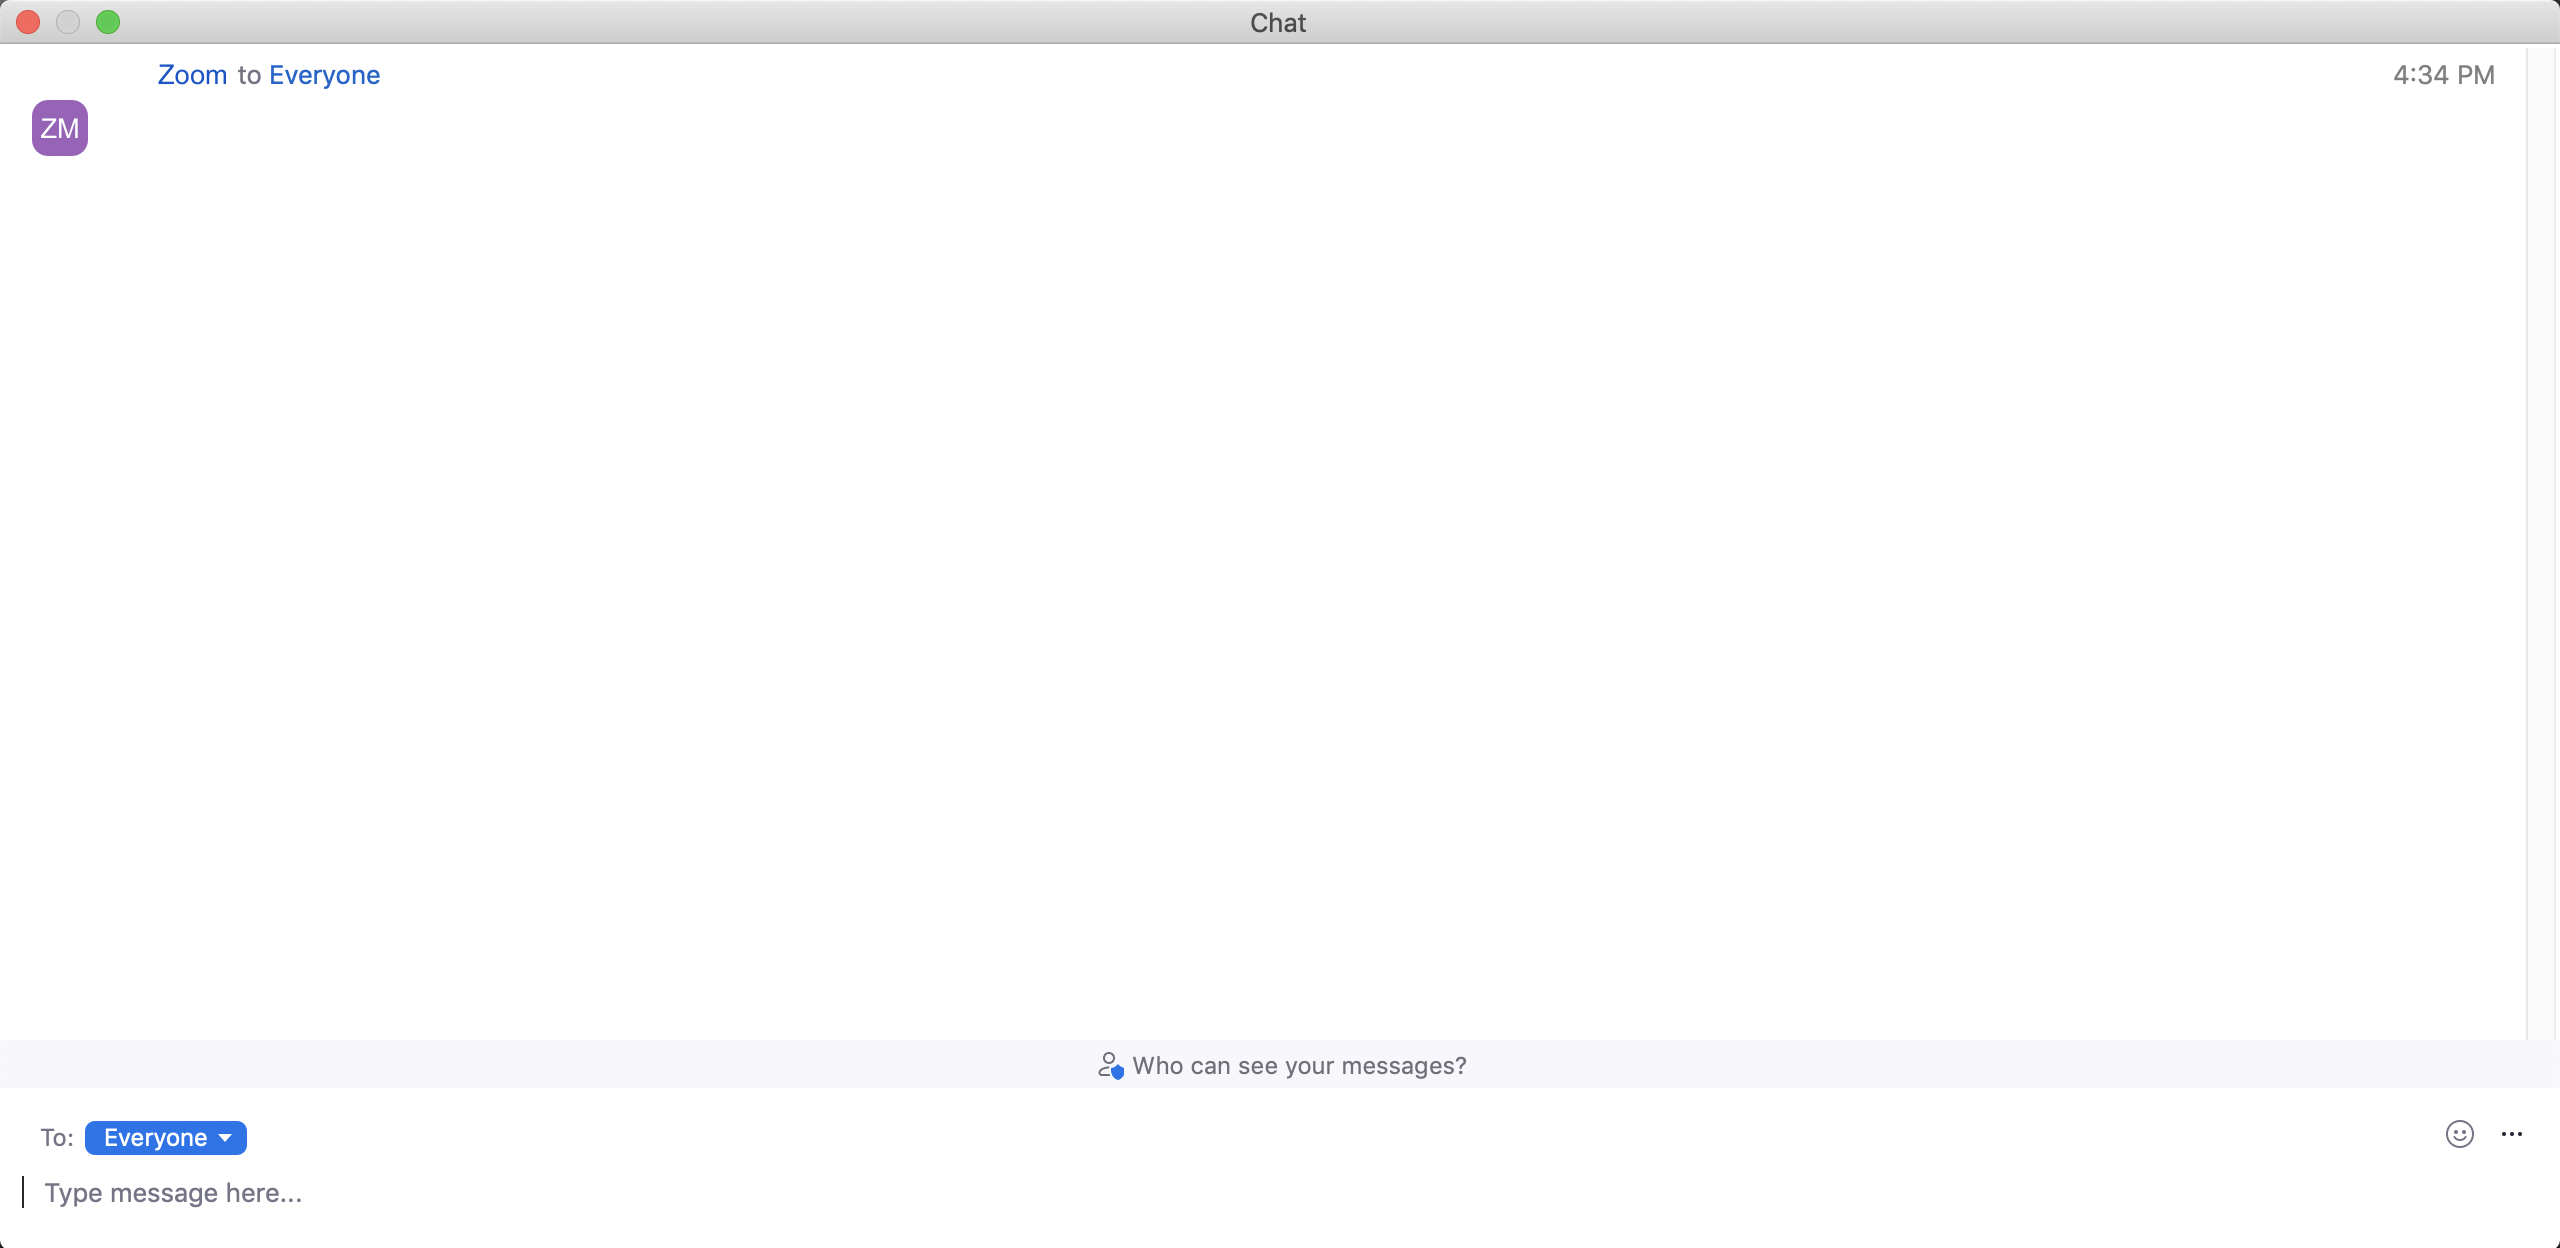 Chat
Zoom to Everyone 4:34 PM
ZM
Who can see your messages?
To: Everyone
Type message here...